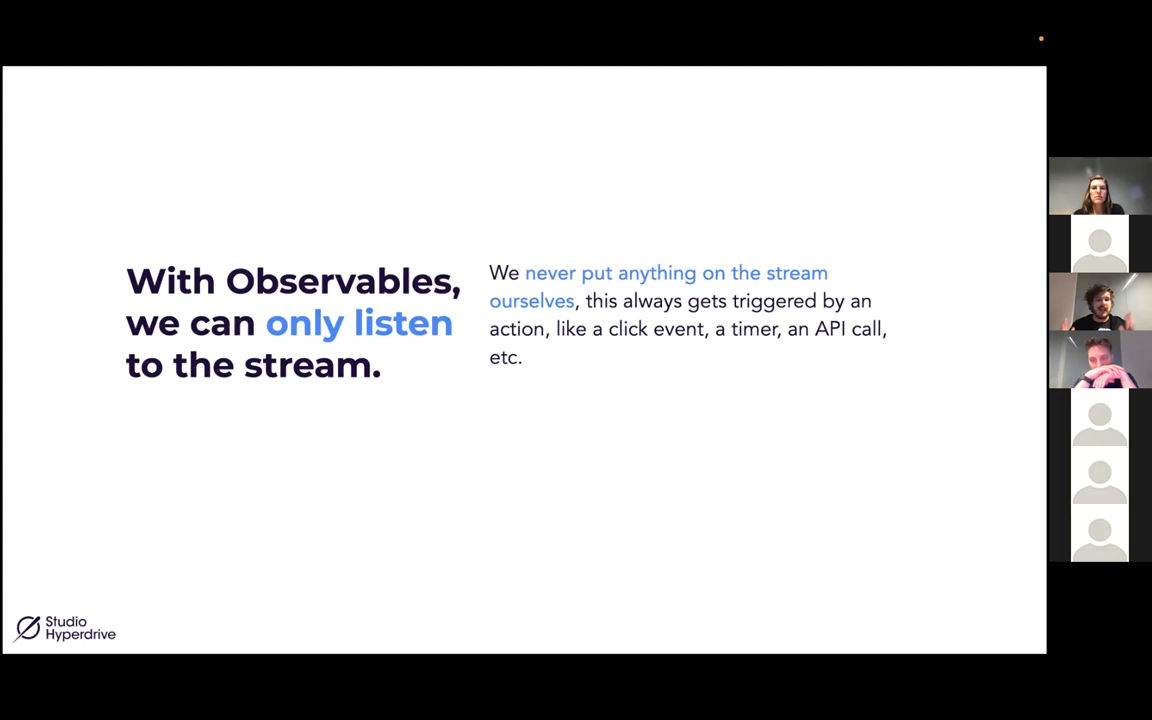 With Observables,
we can only listen
to the stream.
We never put anything on the stream
ourselves, this always gets triggered by an
action, like a click event, a timer, an API call,
etc.
Studio
Hyperdrive